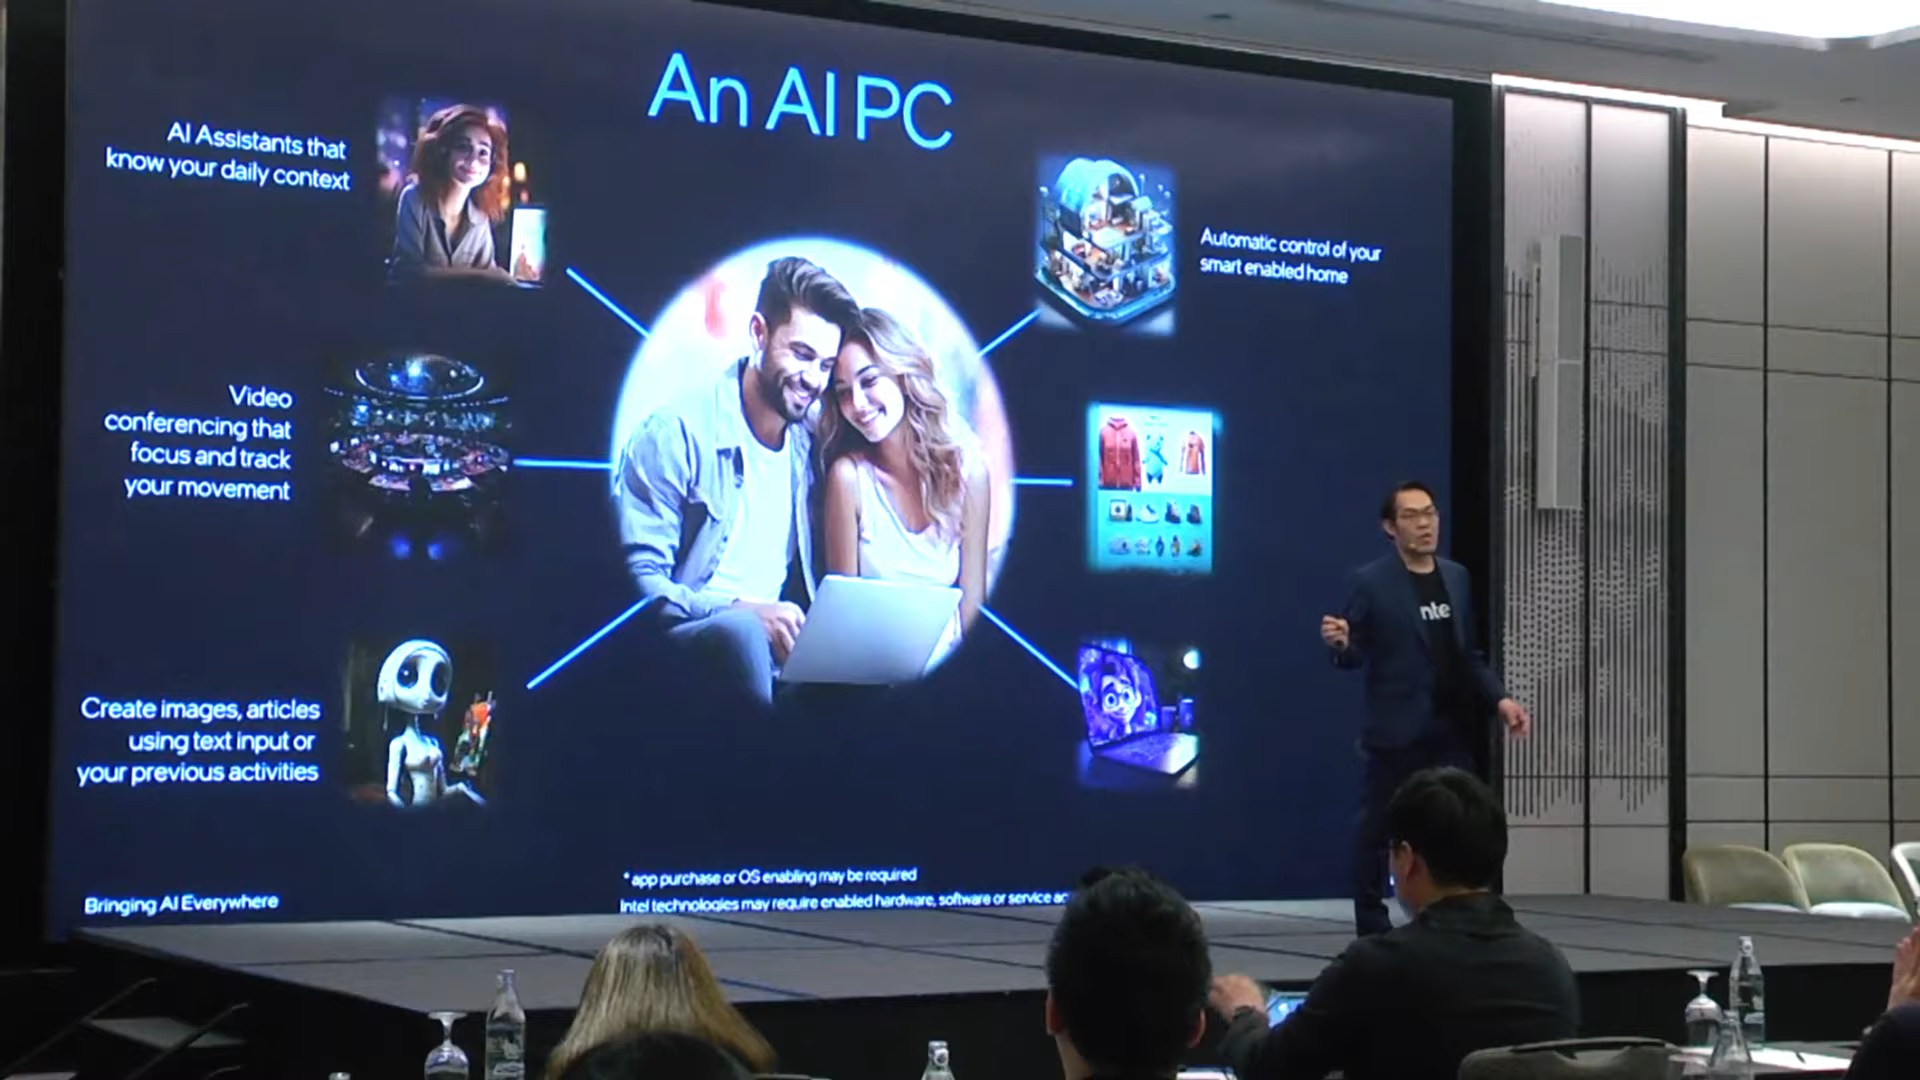 An AI PC
AI Assistants that
know your daily context
Automatic control of your
smart enabled home
Video
conferencing that
focus and track
your movement
nte
Create images, articles
using text input or
your previous activities
* app purchase or OS enabling may be required
Intel technologies may require enabled hardware, software or service
Bringing AI Everywhere